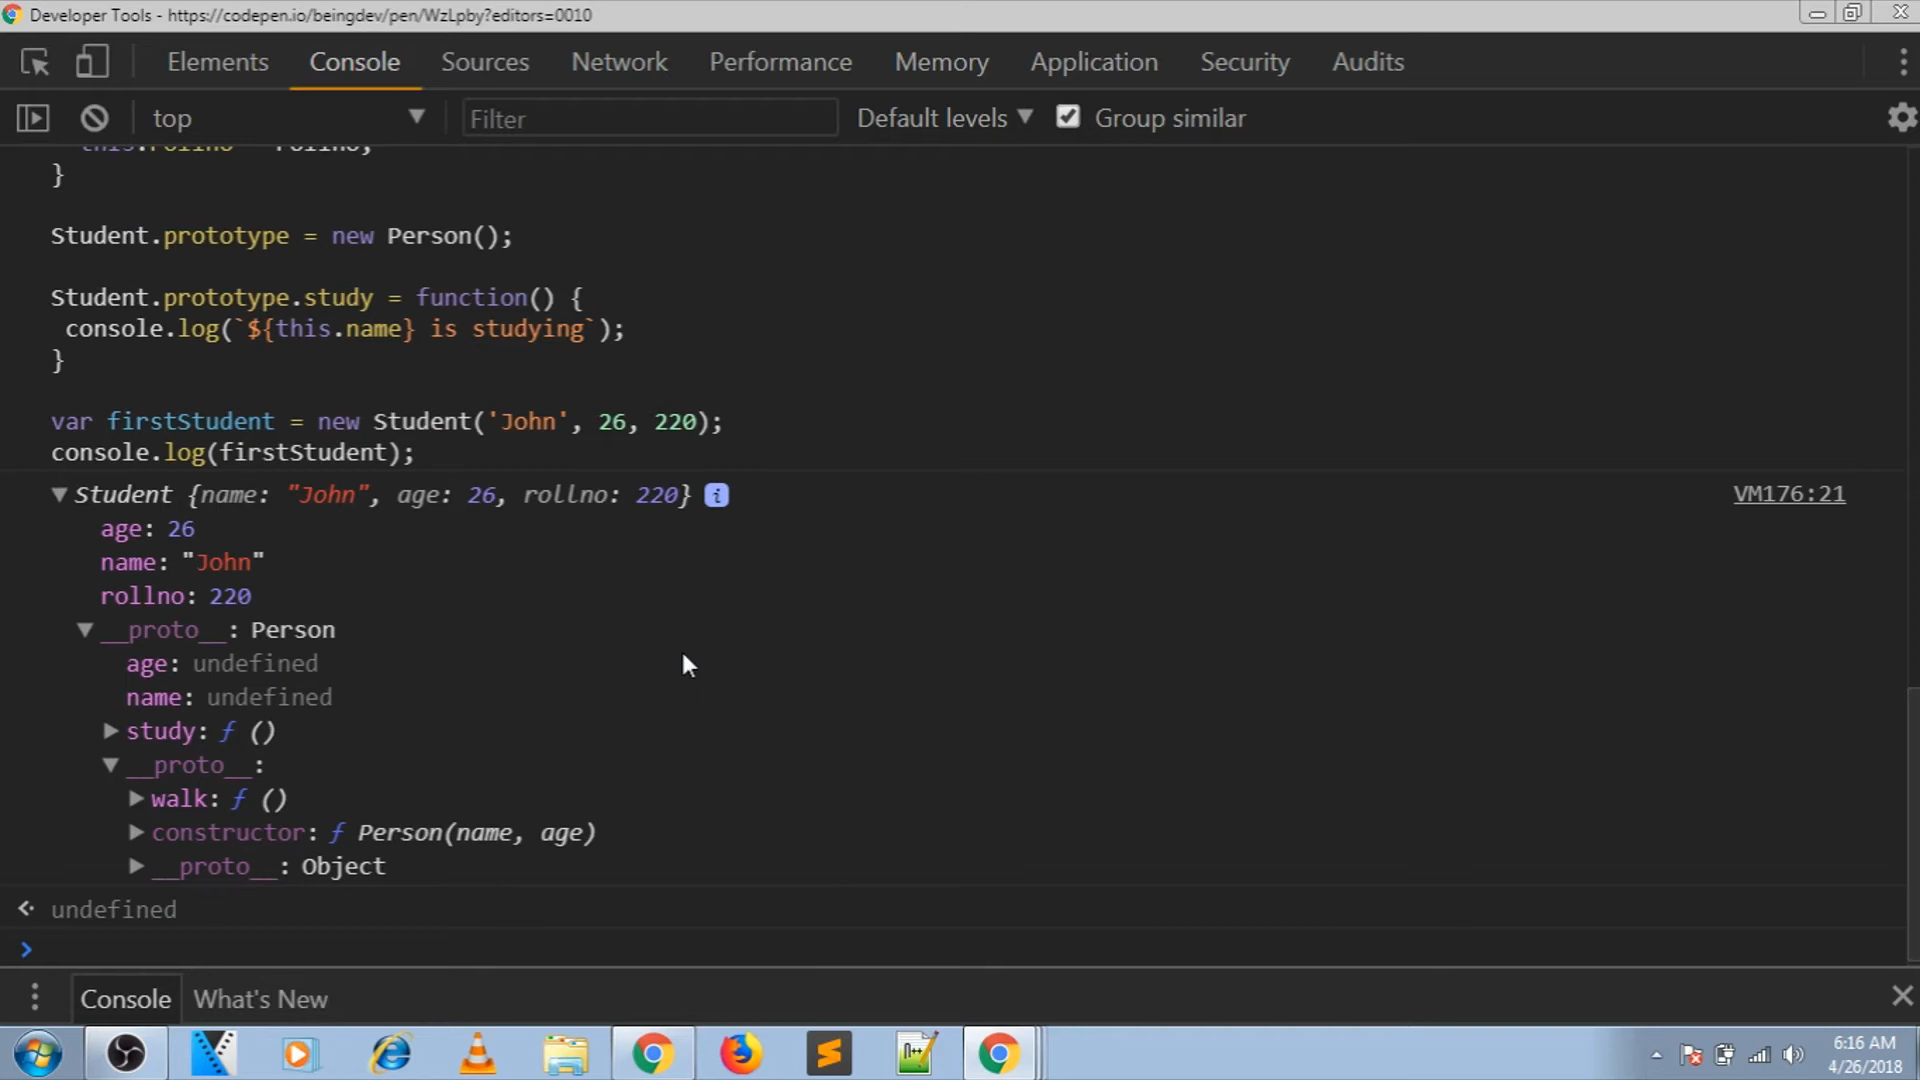 Developer Tools - https://codepen.io/beingdev/pen/WzLpby?editors=0010
Elements Console Sources Network Performance Memory Application Security Audits
top Filter Default levels Group similar
this.rollno = rollno;
}
Student.prototype = new Person();
Student.prototype.study = function() {
console.log(`${this.name} is studying`);
}
var firstStudent = new Student('John', 26, 220);
console.log(firstStudent);
Student {name: "John", age: 26, rollno: 220} i VM176:21
age: 26
name: "John"
rollno: 220
__proto__: Person
age: undefined
name: undefined
study: ƒ ()
__proto__:
walk: ƒ ()
constructor: ƒ Person(name, age)
__proto__: Object
undefined
Console What's New
6:16 AM
4/26/2018